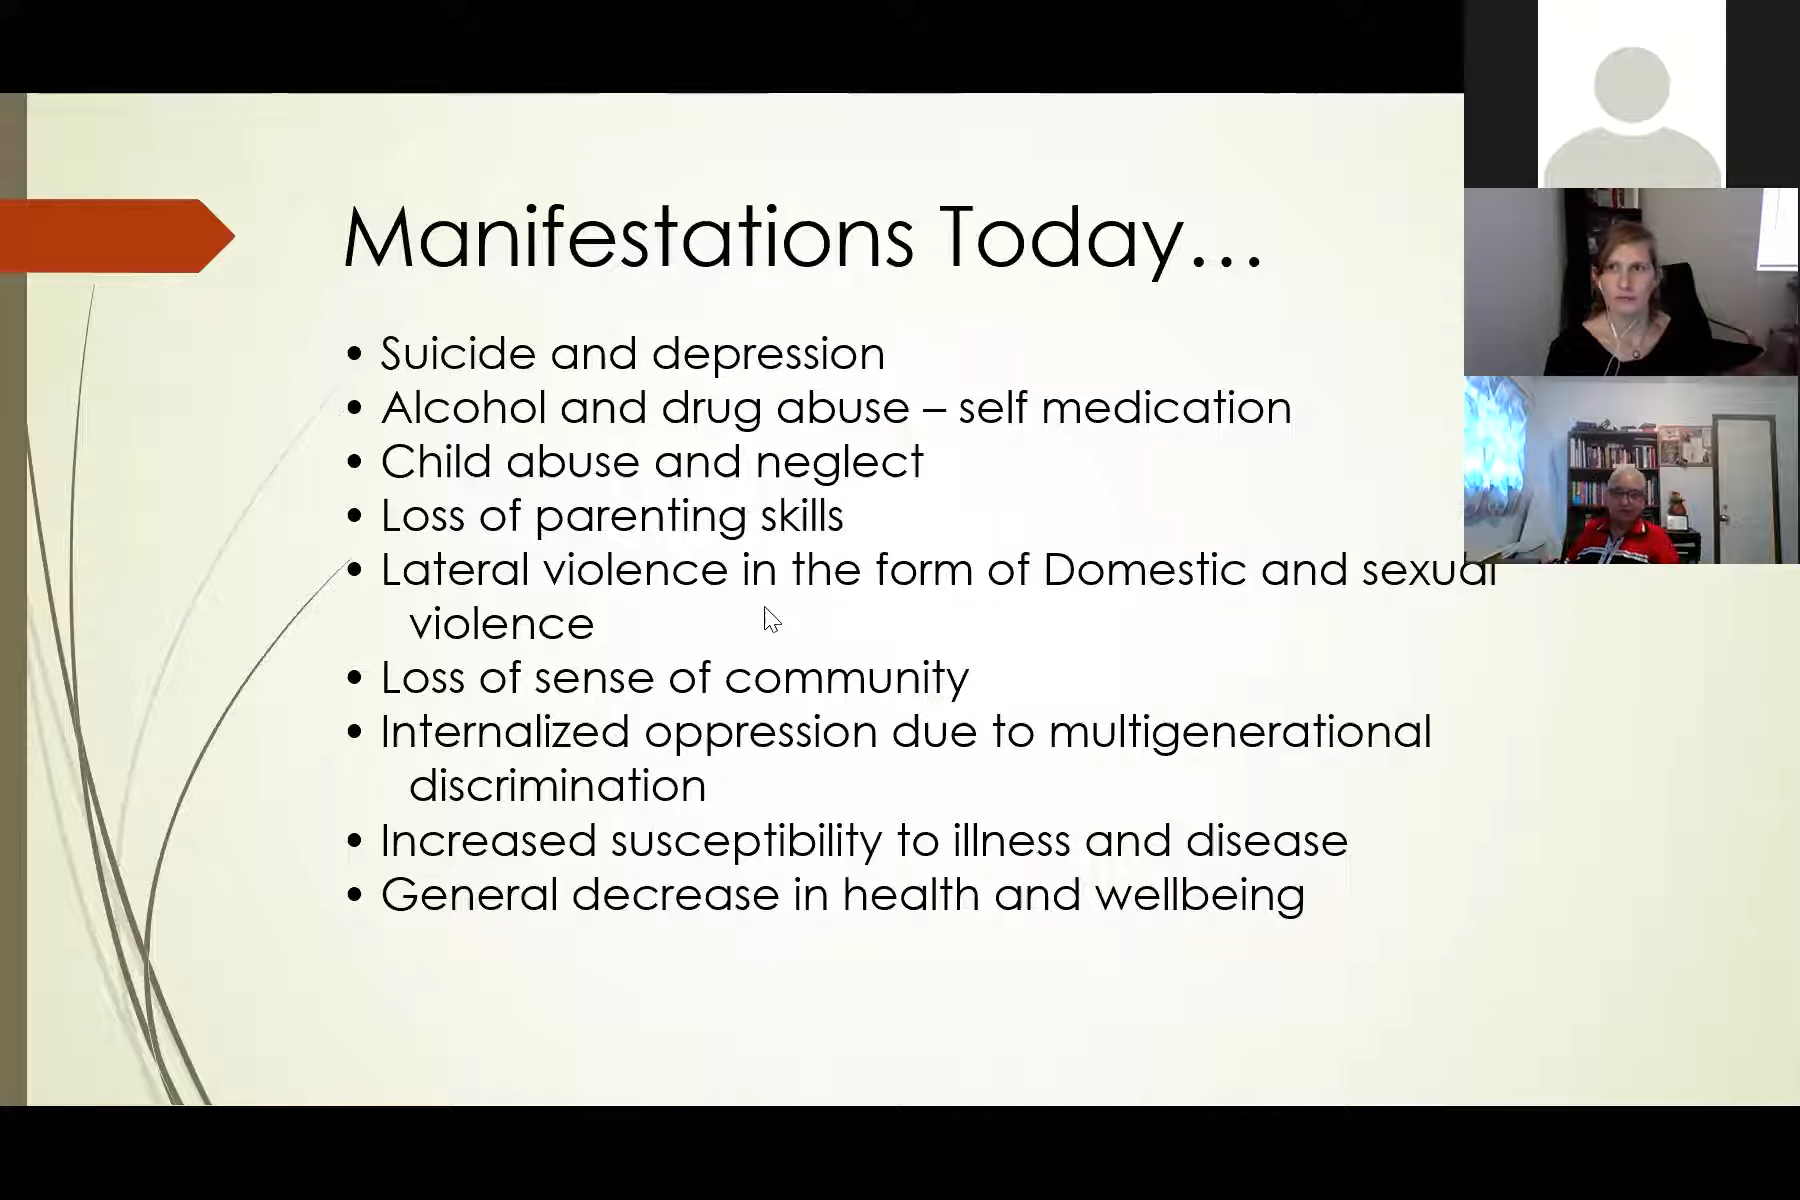 Manifestations Today…
• Suicide and depression
• Alcohol and drug abuse – self medication
• Child abuse and neglect
• Loss of parenting skills
• Lateral violence in the form of Domestic and sexual
violence
• Loss of sense of community
• Internalized oppression due to multigenerational
discrimination
• Increased susceptibility to illness and disease
• General decrease in health and wellbeing